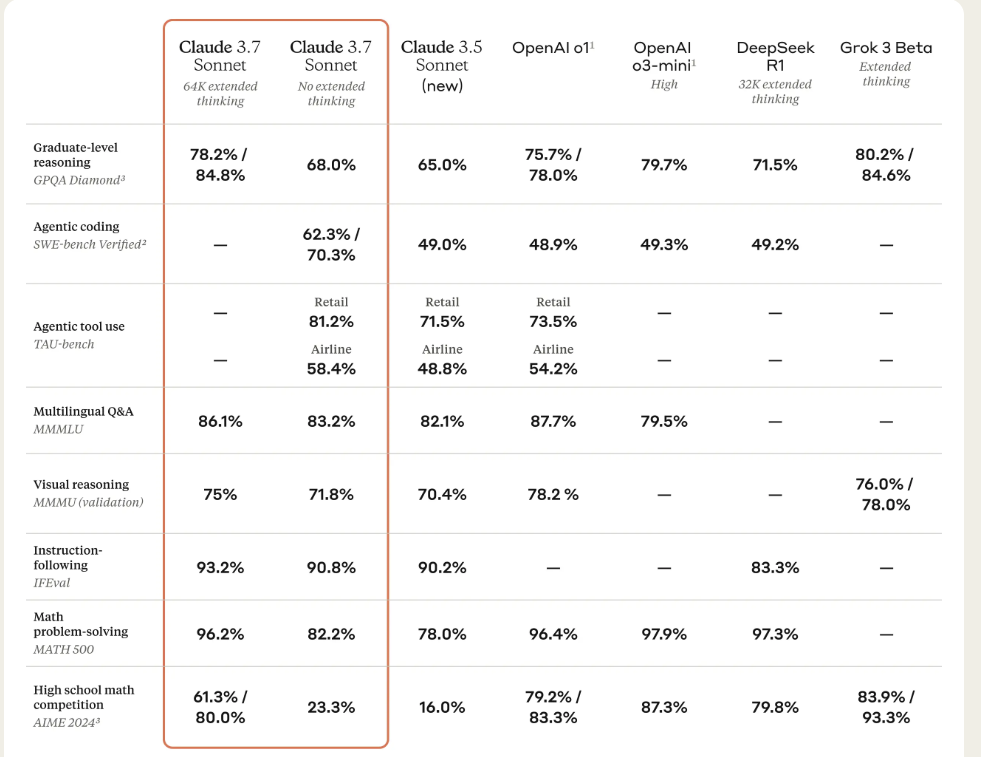 Claude 3.7 Sonnet 64K extended thinking
Claude 3.7 Sonnet No extended thinking
Claude 3.5 Sonnet (new)
OpenAI o1¹
OpenAI o3-mini¹ High
DeepSeek R1 32K extended thinking
Grok 3 Beta Extended thinking
Graduate-level reasoning GPQA Diamond³
78.2% / 84.8%
68.0%
65.0%
75.7% / 78.0%
79.7%
71.5%
80.2% / 84.6%
Agentic coding SWE-bench Verified²
—
62.3% / 70.3%
49.0%
48.9%
49.3%
49.2%
—
Agentic tool use TAU-bench
—
Retail 81.2%
Retail 71.5%
Retail 73.5%
—
—
—
—
Airline 58.4%
Airline 48.8%
Airline 54.2%
—
—
—
Multilingual Q&A MMMLU
86.1%
83.2%
82.1%
87.7%
79.5%
—
—
Visual reasoning MMMU (validation)
75%
71.8%
70.4%
78.2 %
—
—
76.0% / 78.0%
Instruction-following IFEval
93.2%
90.8%
90.2%
—
—
83.3%
—
Math problem-solving MATH 500
96.2%
82.2%
78.0%
96.4%
97.9%
97.3%
—
High school math competition AIME 2024³
61.3% / 80.0%
23.3%
16.0%
79.2% / 83.3%
87.3%
79.8%
83.9% / 93.3%